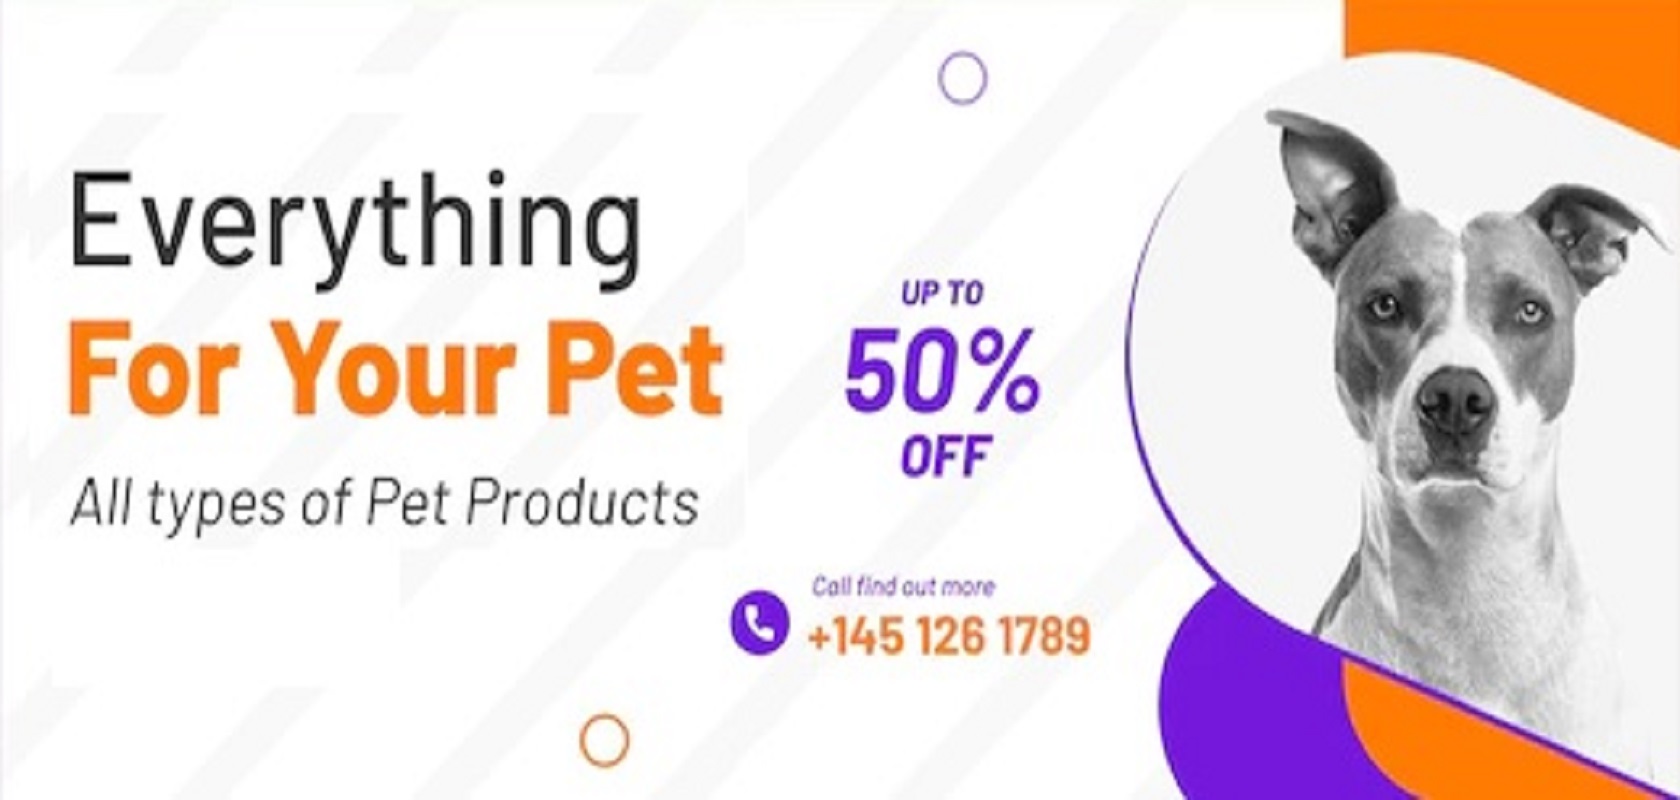 Everything
For Your Pet
All types of Pet Products
UP TO
50%
OFF
Call find out more
+145 126 1789